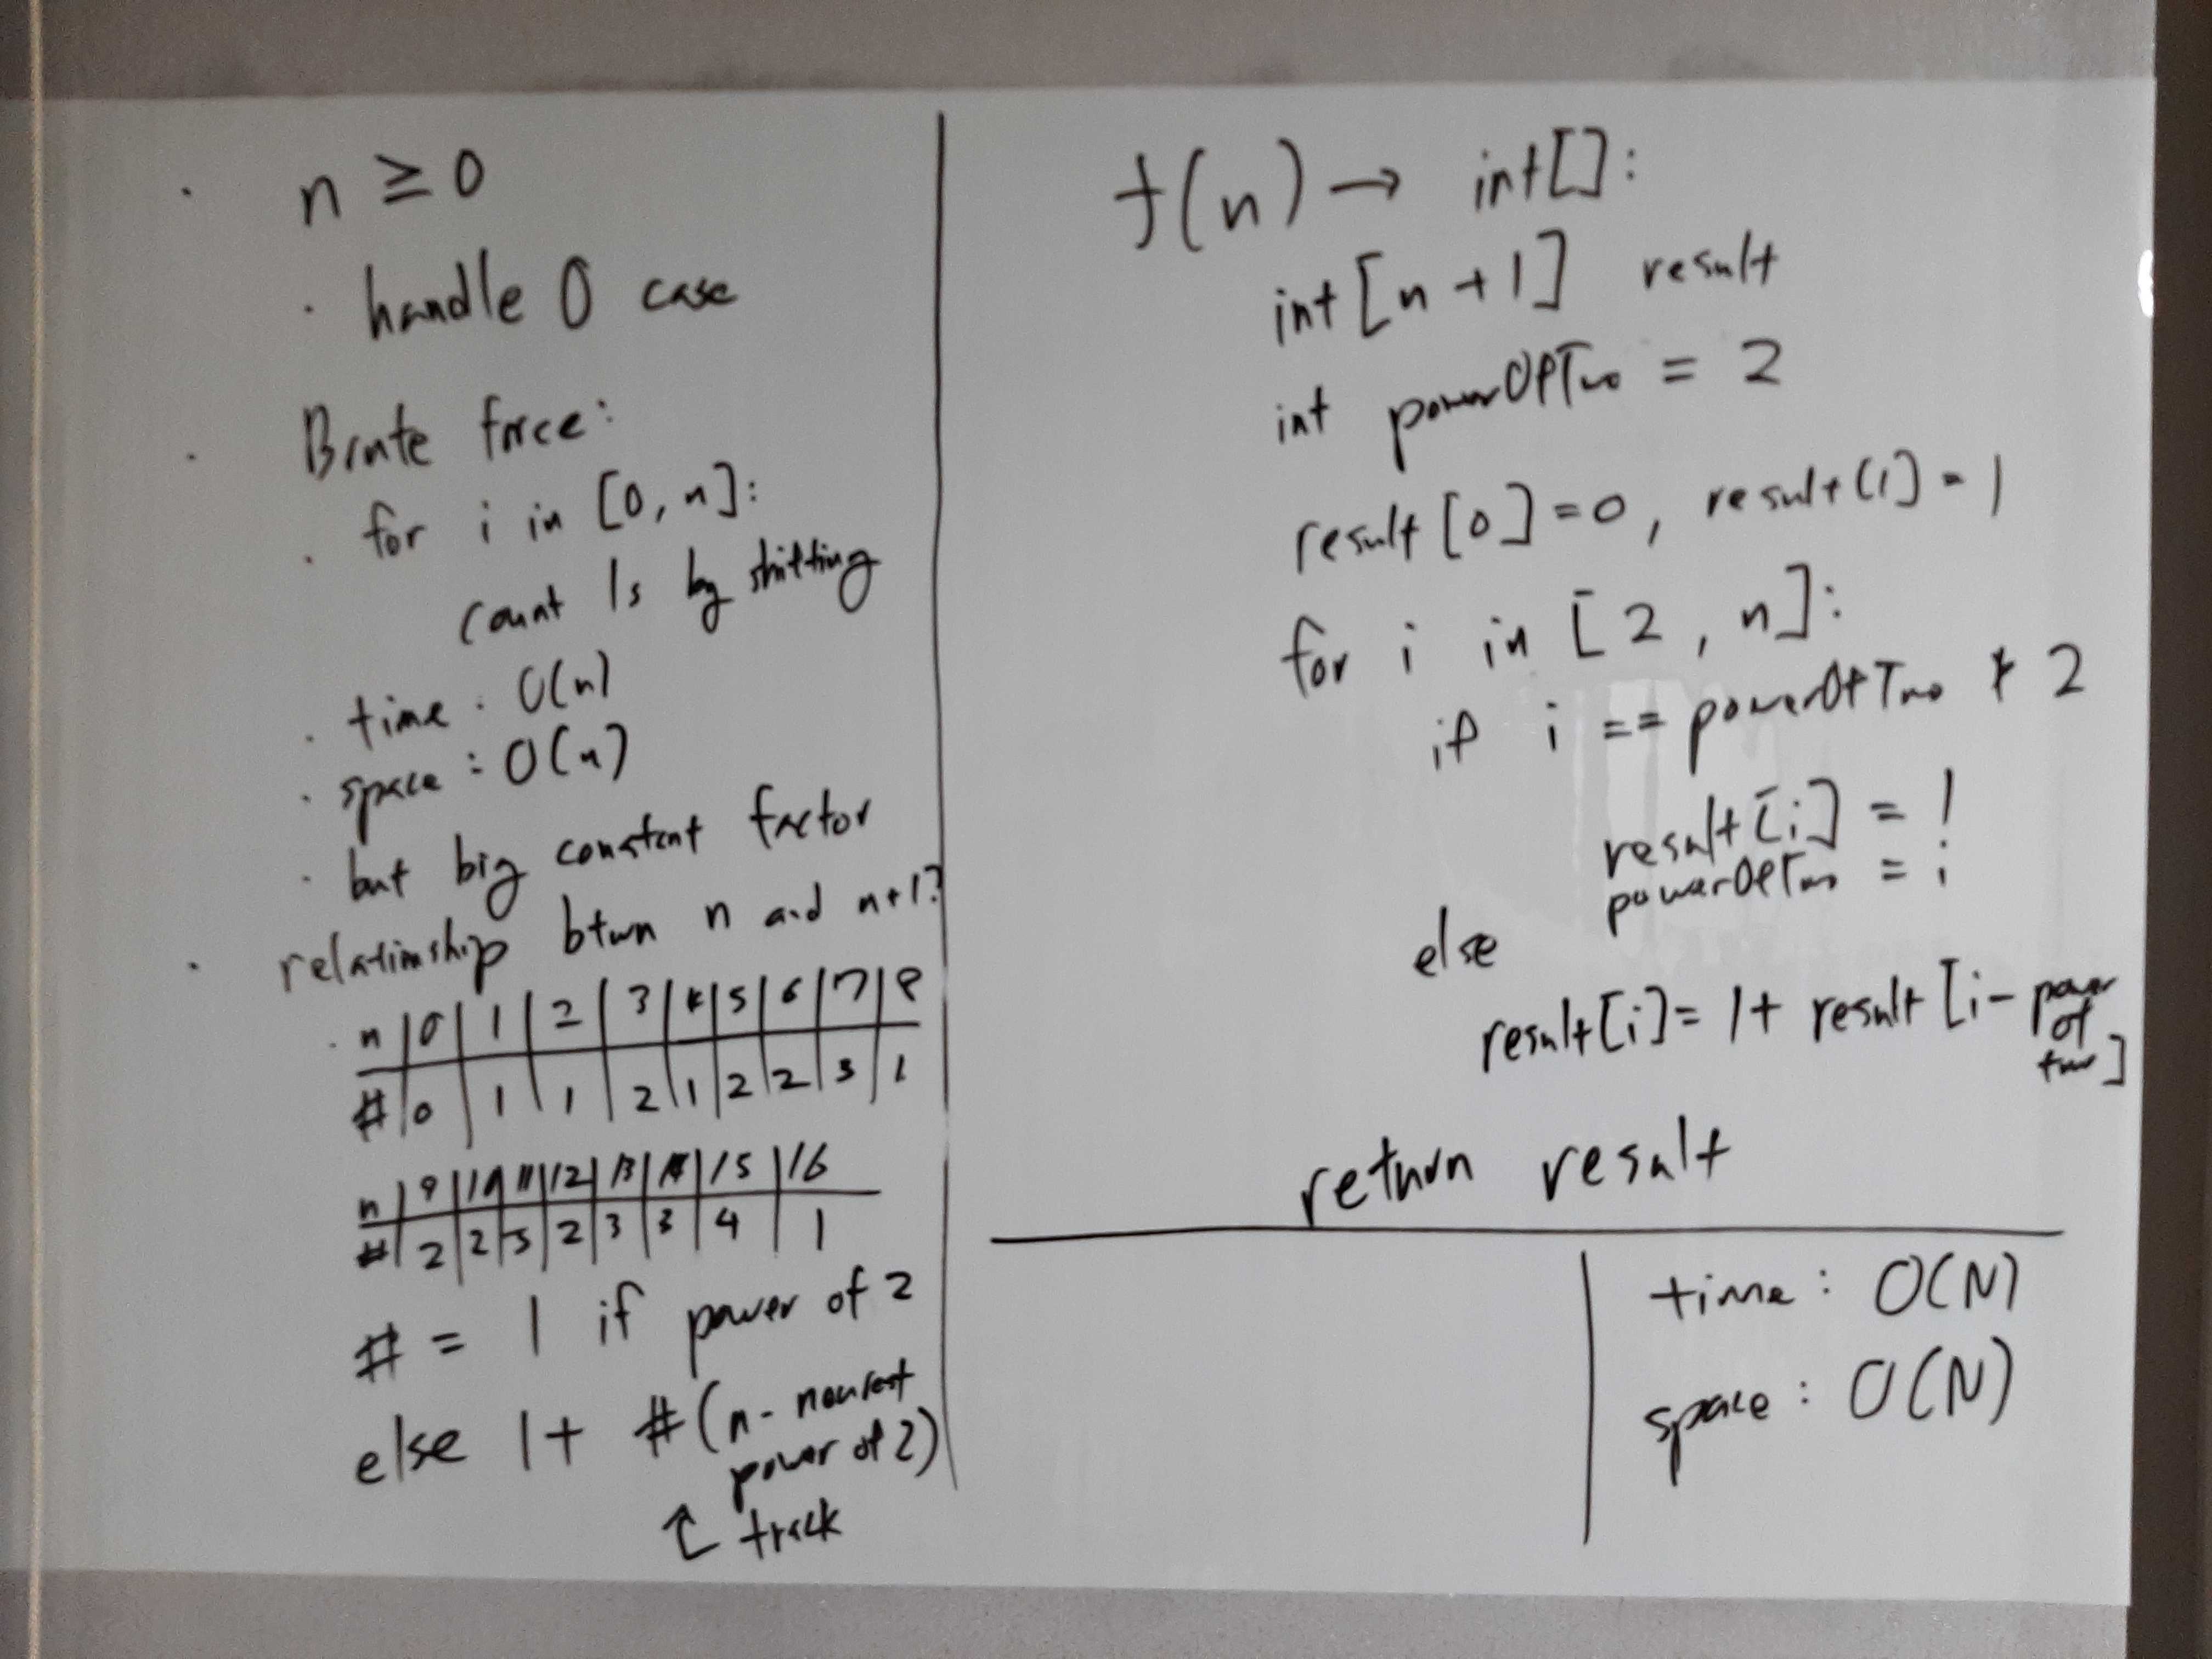 · n ≥ 0
· handle 0 case
· Brute force:
· for i in [0, n]:
count 1s by shifting
· time: O(n)
· space: O(n)
· but big constant factor
· relationship btwn n and n+1?
· n | 0 | 1 | 2 | 3 | 4 | 5 | 6 | 7 | 8
# | 0 | 1 | 1 | 2 | 1 | 2 | 2 | 3 | 1
n | 9 | 10 | 11 | 12 | 13 | 14 | 15 | 16
# | 2 | 2 | 3 | 2 | 3 | 3 | 4 | 1
# = 1 if power of 2
else 1+ #(n- nearest
power of 2)
↑ track
f(n) → int[]:
int[n+1] result
int powerOfTwo = 2
result[0]=0, result[1]=1
for i in [2, n]:
if i == powerOfTwo * 2
result[i] = 1
powerOfTwo = i
else
result[i]= 1+ result[i- power
of
two]
return result
time: O(N)
space: O(N)